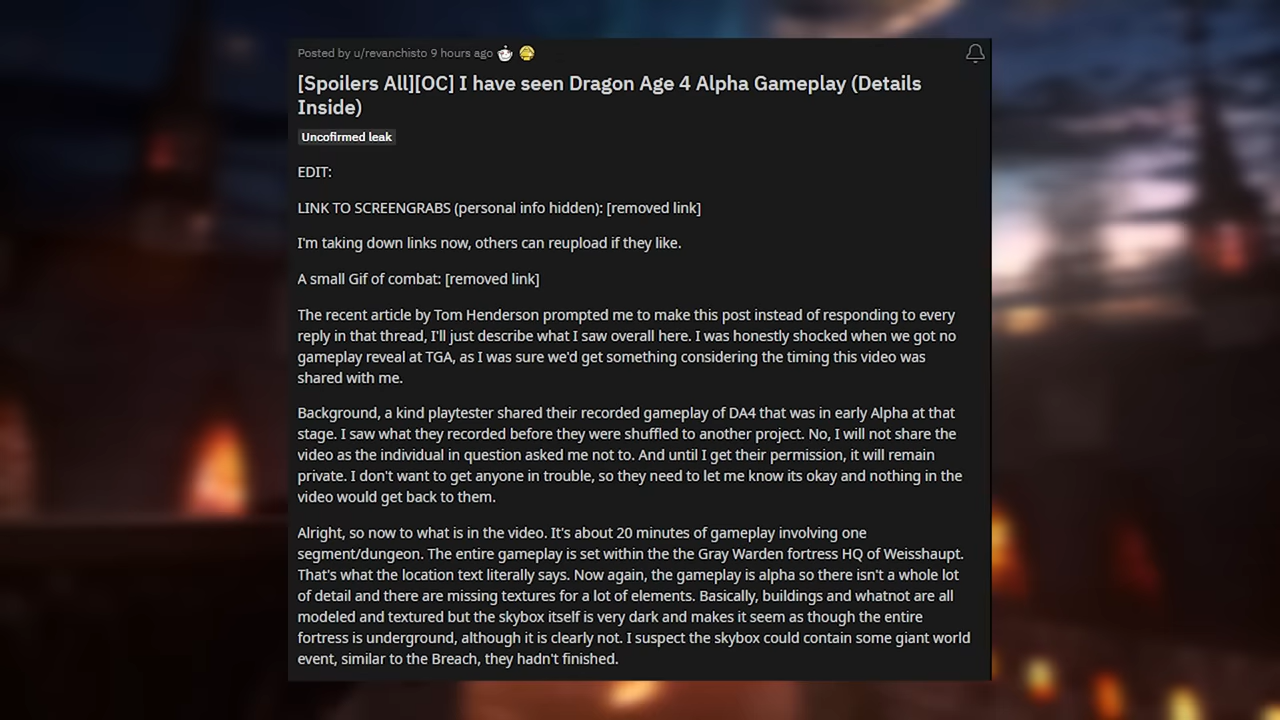 Posted by u/revanchisto 9 hours ago
[Spoilers All][OC] I have seen Dragon Age 4 Alpha Gameplay (Details
Inside)
Uncofirmed leak
EDIT:
LINK TO SCREENGRABS (personal info hidden): [removed link]
I'm taking down links now, others can reupload if they like.
A small Gif of combat: [removed link]
The recent article by Tom Henderson prompted me to make this post instead of responding to every
reply in that thread, I'll just describe what I saw overall here. I was honestly shocked when we got no
gameplay reveal at TGA, as I was sure we'd get something considering the timing this video was
shared with me.
Background, a kind playtester shared their recorded gameplay of DA4 that was in early Alpha at that
stage. I saw what they recorded before they were shuffled to another project. No, I will not share the
video as the individual in question asked me not to. And until I get their permission, it will remain
private. I don't want to get anyone in trouble, so they need to let me know its okay and nothing in the
video would get back to them.
Alright, so now to what is in the video. It's about 20 minutes of gameplay involving one
segment/dungeon. The entire gameplay is set within the the Gray Warden fortress HQ of Weisshaupt.
That's what the location text literally says. Now again, the gameplay is alpha so there isn't a whole lot
of detail and there are missing textures for a lot of elements. Basically, buildings and whatnot are all
modeled and textured but the skybox itself is very dark and makes it seem as though the entire
fortress is underground, although it is clearly not. I suspect the skybox could contain some giant world
event, similar to the Breach, they hadn't finished.